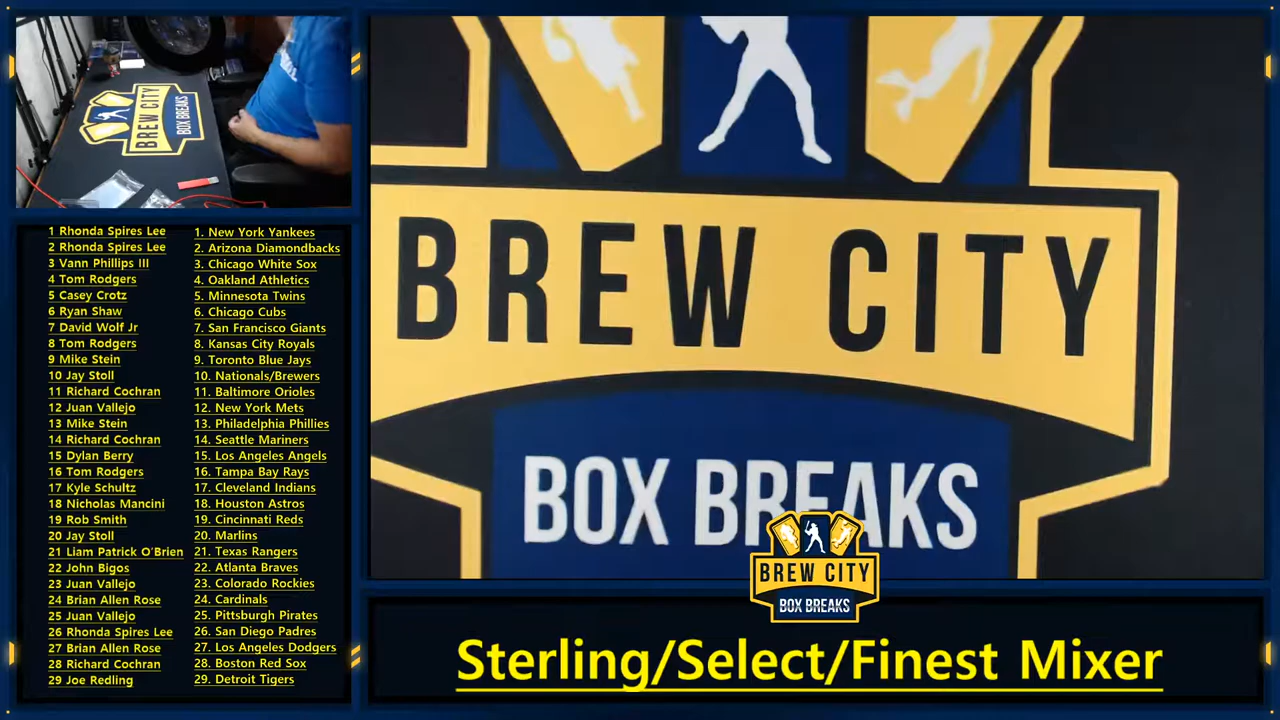 BREW CITY
BOX BREAKS
1 Rhonda Spires Lee
2 Rhonda Spires Lee
3 Vann Phillips III
4 Tom Rodgers
5 Casey Crotz
6 Ryan Shaw
7 David Wolf Jr
8 Tom Rodgers
9 Mike Stein
10 Jay Stoll
11 Richard Cochran
12 Juan Vallejo
13 Mike Stein
14 Richard Cochran
15 Dylan Berry
16 Tom Rodgers
17 Kyle Schultz
18 Nicholas Mancini
19 Rob Smith
20 Jay Stoll
21 Liam Patrick O'Brien
22 John Bigos
23 Juan Vallejo
24 Brian Allen Rose
25 Juan Vallejo
26 Rhonda Spires Lee
27 Brian Allen Rose
28 Richard Cochran
29 Joe Redling
1. New York Yankees
2. Arizona Diamondbacks
3. Chicago White Sox
4. Oakland Athletics
5. Minnesota Twins
6. Chicago Cubs
7. San Francisco Giants
8. Kansas City Royals
9. Toronto Blue Jays
10. Nationals/Brewers
11. Baltimore Orioles
12. New York Mets
13. Philadelphia Phillies
14. Seattle Mariners
15. Los Angeles Angels
16. Tampa Bay Rays
17. Cleveland Indians
18. Houston Astros
19. Cincinnati Reds
20. Marlins
21. Texas Rangers
22. Atlanta Braves
23. Colorado Rockies
24. Cardinals
25. Pittsburgh Pirates
26. San Diego Padres
27. Los Angeles Dodgers
28. Boston Red Sox
29. Detroit Tigers
BREW CITY
BOX BREAKS
BREW CITY
BOX BREAKS
Sterling/Select/Finest Mixer